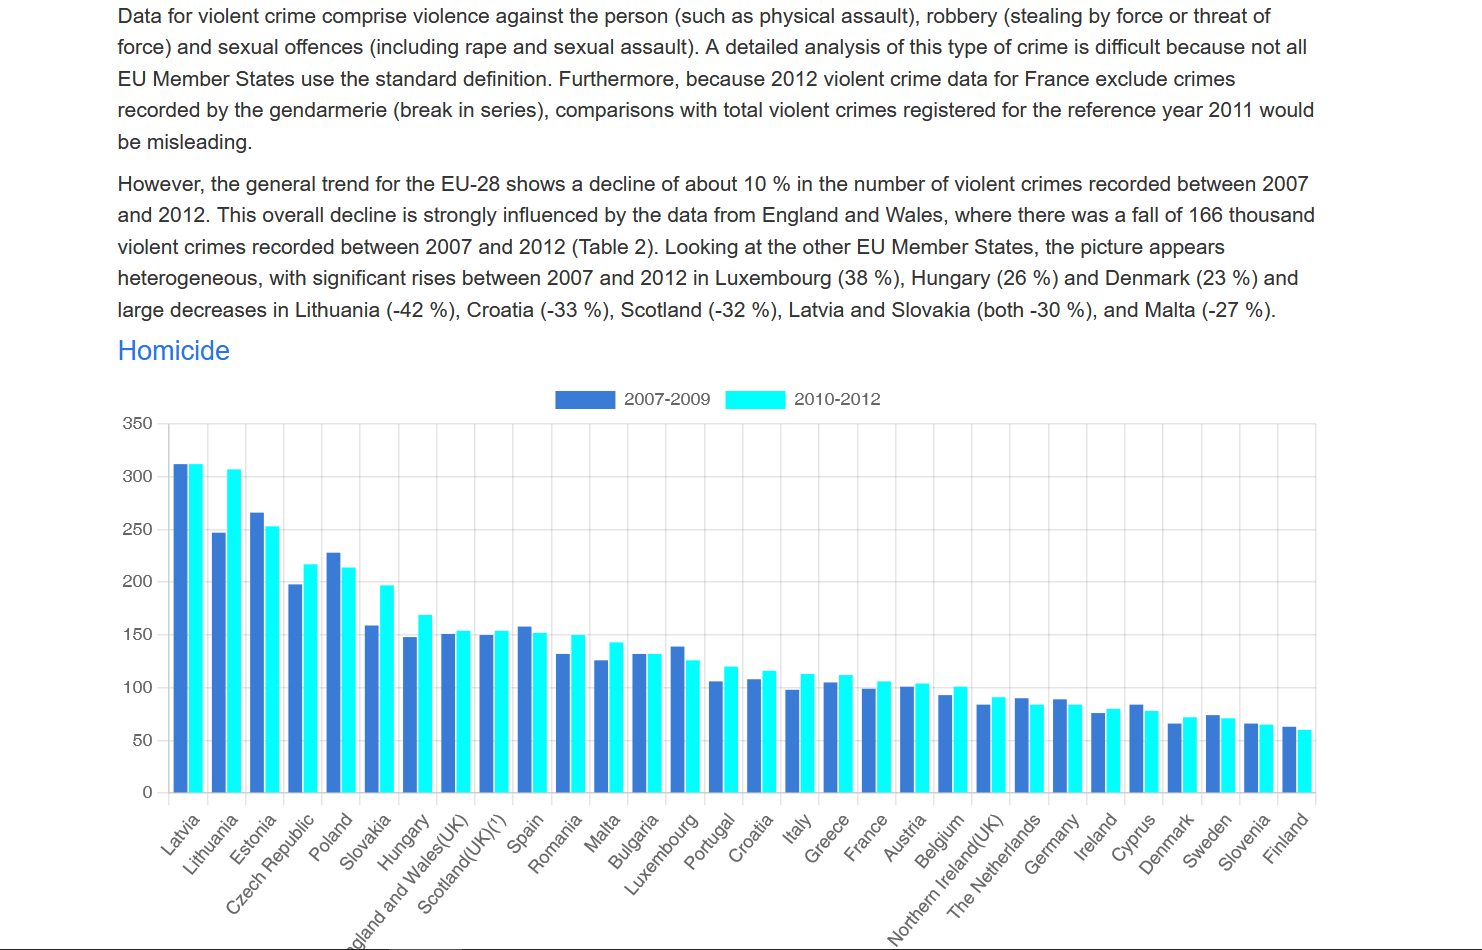 Data for violent crime comprise violence against the person (such as physical assault), robbery (stealing by force or threat of
force) and sexual offences (including rape and sexual assault). A detailed analysis of this type of crime is difficult because not all
EU Member States use the standard definition. Furthermore, because 2012 violent crime data for France exclude crimes
recorded by the gendarmerie (break in series), comparisons with total violent crimes registered for the reference year 2011 would
be misleading.
However, the general trend for the EU-28 shows a decline of about 10 % in the number of violent crimes recorded between 2007
and 2012. This overall decline is strongly influenced by the data from England and Wales, where there was a fall of 166 thousand
violent crimes recorded between 2007 and 2012 (Table 2). Looking at the other EU Member States, the picture appears
heterogeneous, with significant rises between 2007 and 2012 in Luxembourg (38 %), Hungary (26 %) and Denmark (23 %) and
large decreases in Lithuania (-42 %), Croatia (-33 %), Scotland (-32 %), Latvia and Slovakia (both -30 %), and Malta (-27 %).
Homicide
2007-2009 2010-2012
350
300
250
200
150
100
50
0
Latvia
Lithuania
Estonia
Czech Republic
Poland
Slovakia
Hungary
ngland and Wales(UK)
Scotland(UK)(¹)
Spain
Romania
Malta
Bulgaria
Luxembourg
Portugal
Croatia
Italy
Greece
France
Austria
Belgium
Northern Ireland(UK)
The Netherlands
Germany
Ireland
Cyprus
Denmark
Sweden
Slovenia
Finland